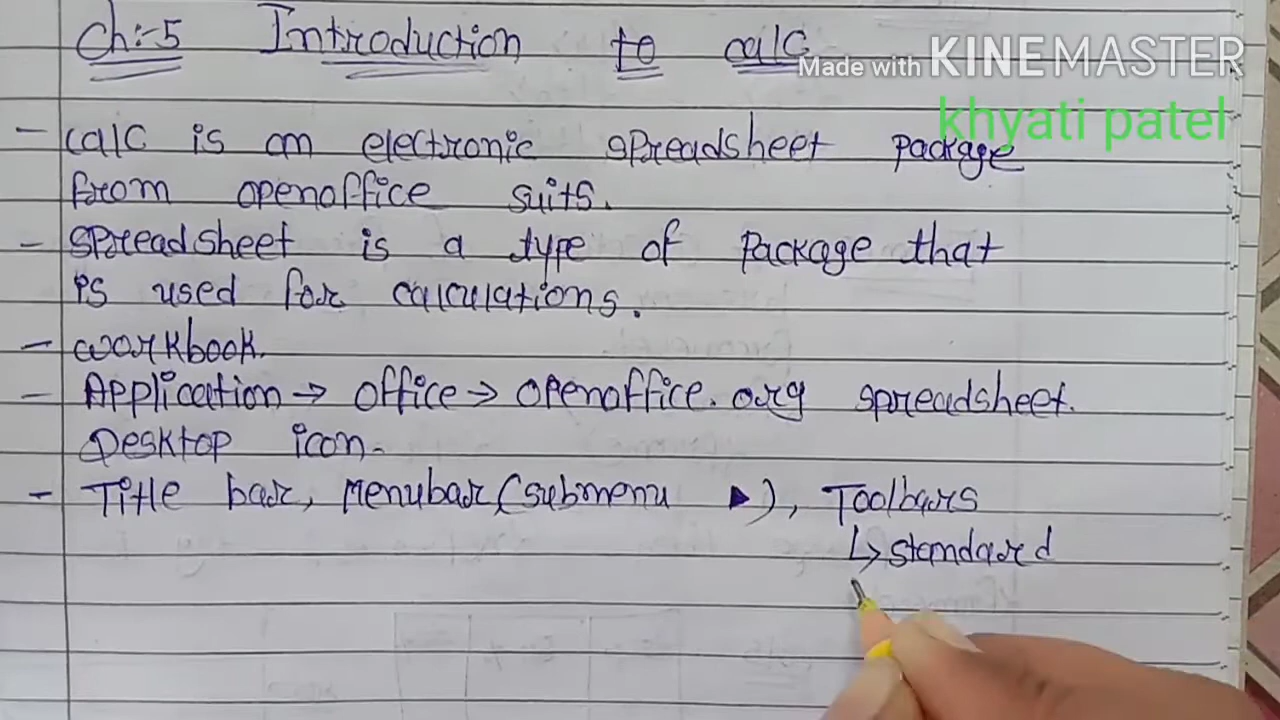 Ch:-5 Introduction to calc
Made with KINEMASTER
khyati patel
- calc is an electronic spreadsheet package
from openoffice suits.
- spreadsheet is a type of package that
is used for calculations.
- workbook.
- Application → office → openoffice.org spreadsheet.
Desktop icon.
- Title bar, Menubar (submenu ▶), Toolbars
↳ standard